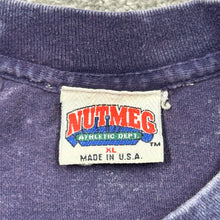 NUTMEG
ATHLETIC DEPT.
TM
XL
MADE IN U.S.A.